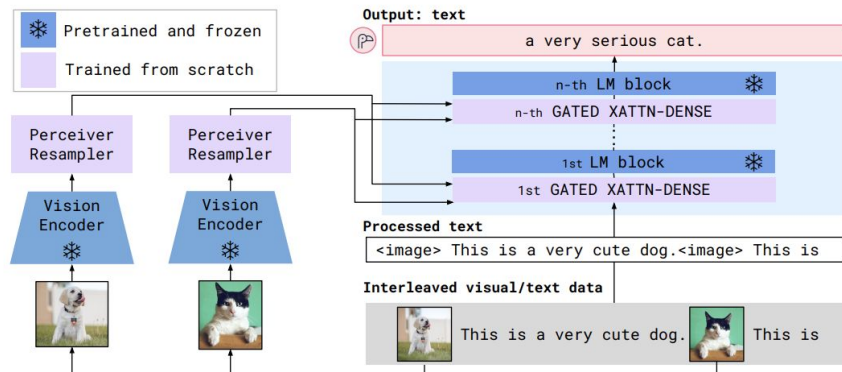 Pretrained and frozen
Trained from scratch
Perceiver
Resampler
Perceiver
Resampler
Vision
Encoder
Vision
Encoder
Output: text
a very serious cat.
n-th LM block
n-th GATED XATTN-DENSE
1st LM block
1st GATED XATTN-DENSE
Processed text
<image> This is a very cute dog.<image> This is
Interleaved visual/text data
This is a very cute dog. This is